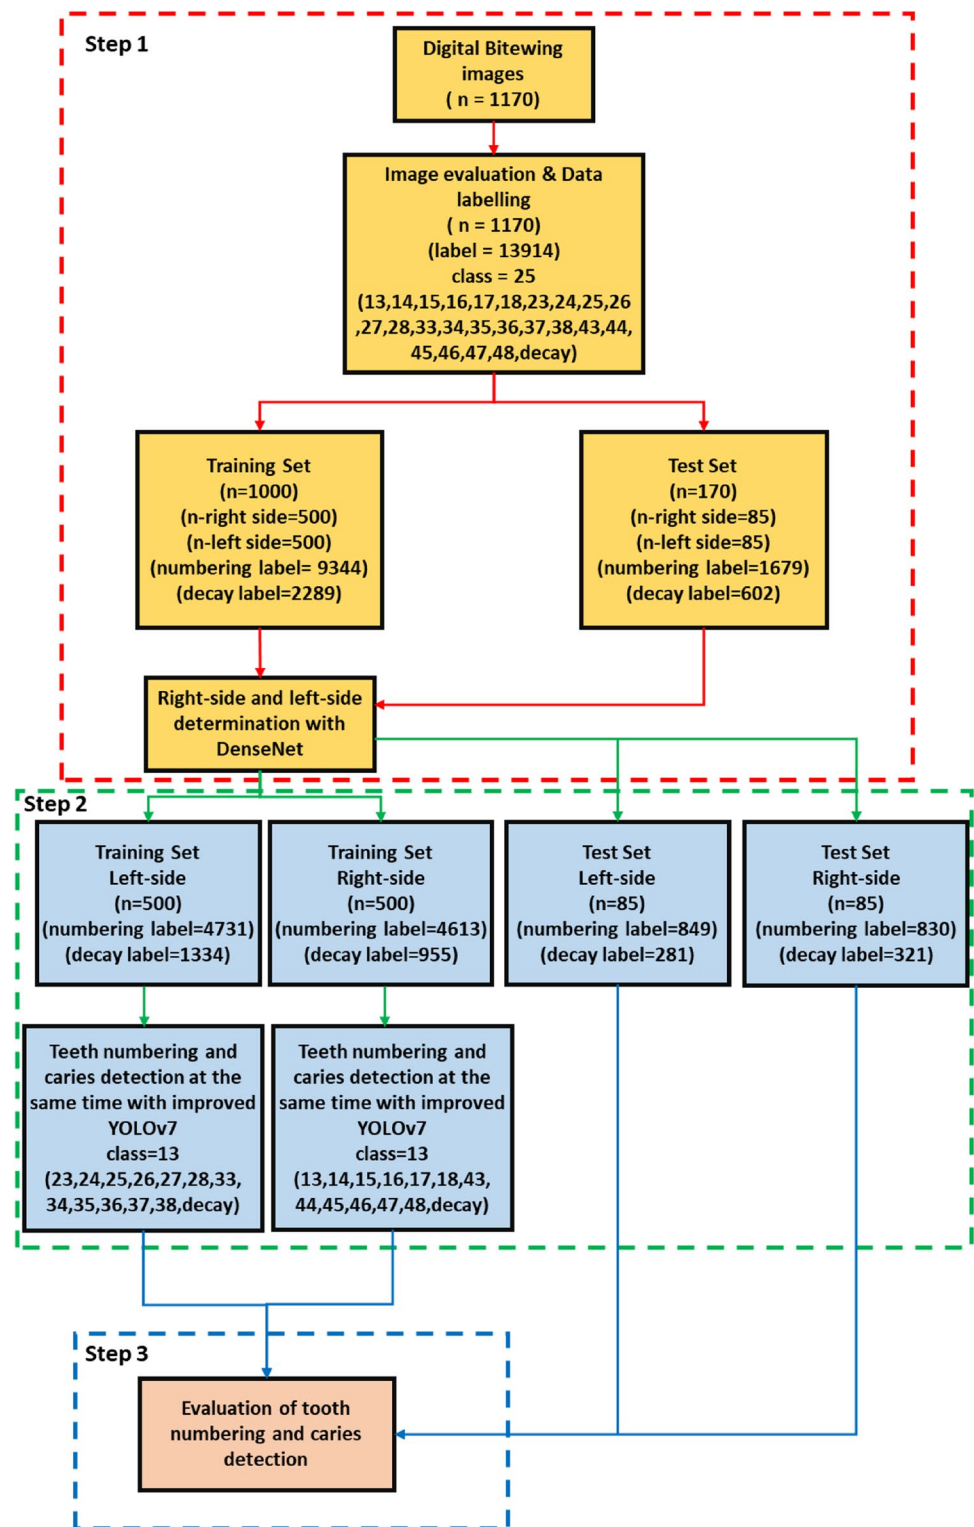 Step 1
Digital Bitewing
images
( n = 1170)
Image evaluation & Data
labelling
( n = 1170)
(label = 13914)
class = 25
(13,14,15,16,17,18,23,24,25,26
,27,28,33,34,35,36,37,38,43,44,
45,46,47,48,decay)
Training Set
(n=1000)
(n-right side=500)
(n-left side=500)
(numbering label= 9344)
(decay label=2289)
Test Set
(n=170)
(n-right side=85)
(n-left side=85)
(numbering label=1679)
(decay label=602)
Right-side and left-side
determination with
DenseNet
Step 2
Training Set
Left-side
(n=500)
(numbering label=4731)
(decay label=1334)
Training Set
Right-side
(n=500)
(numbering label=4613)
(decay label=955)
Test Set
Left-side
(n=85)
(numbering label=849)
(decay label=281)
Test Set
Right-side
(n=85)
(numbering label=830)
(decay label=321)
Teeth numbering and
caries detection at the
same time with improved
YOLOv7
class=13
(23,24,25,26,27,28,33,
34,35,36,37,38,decay)
Teeth numbering and
caries detection at the
same time with improved
YOLOv7
class=13
(13,14,15,16,17,18,43,
44,45,46,47,48,decay)
Step 3
Evaluation of tooth
numbering and caries
detection